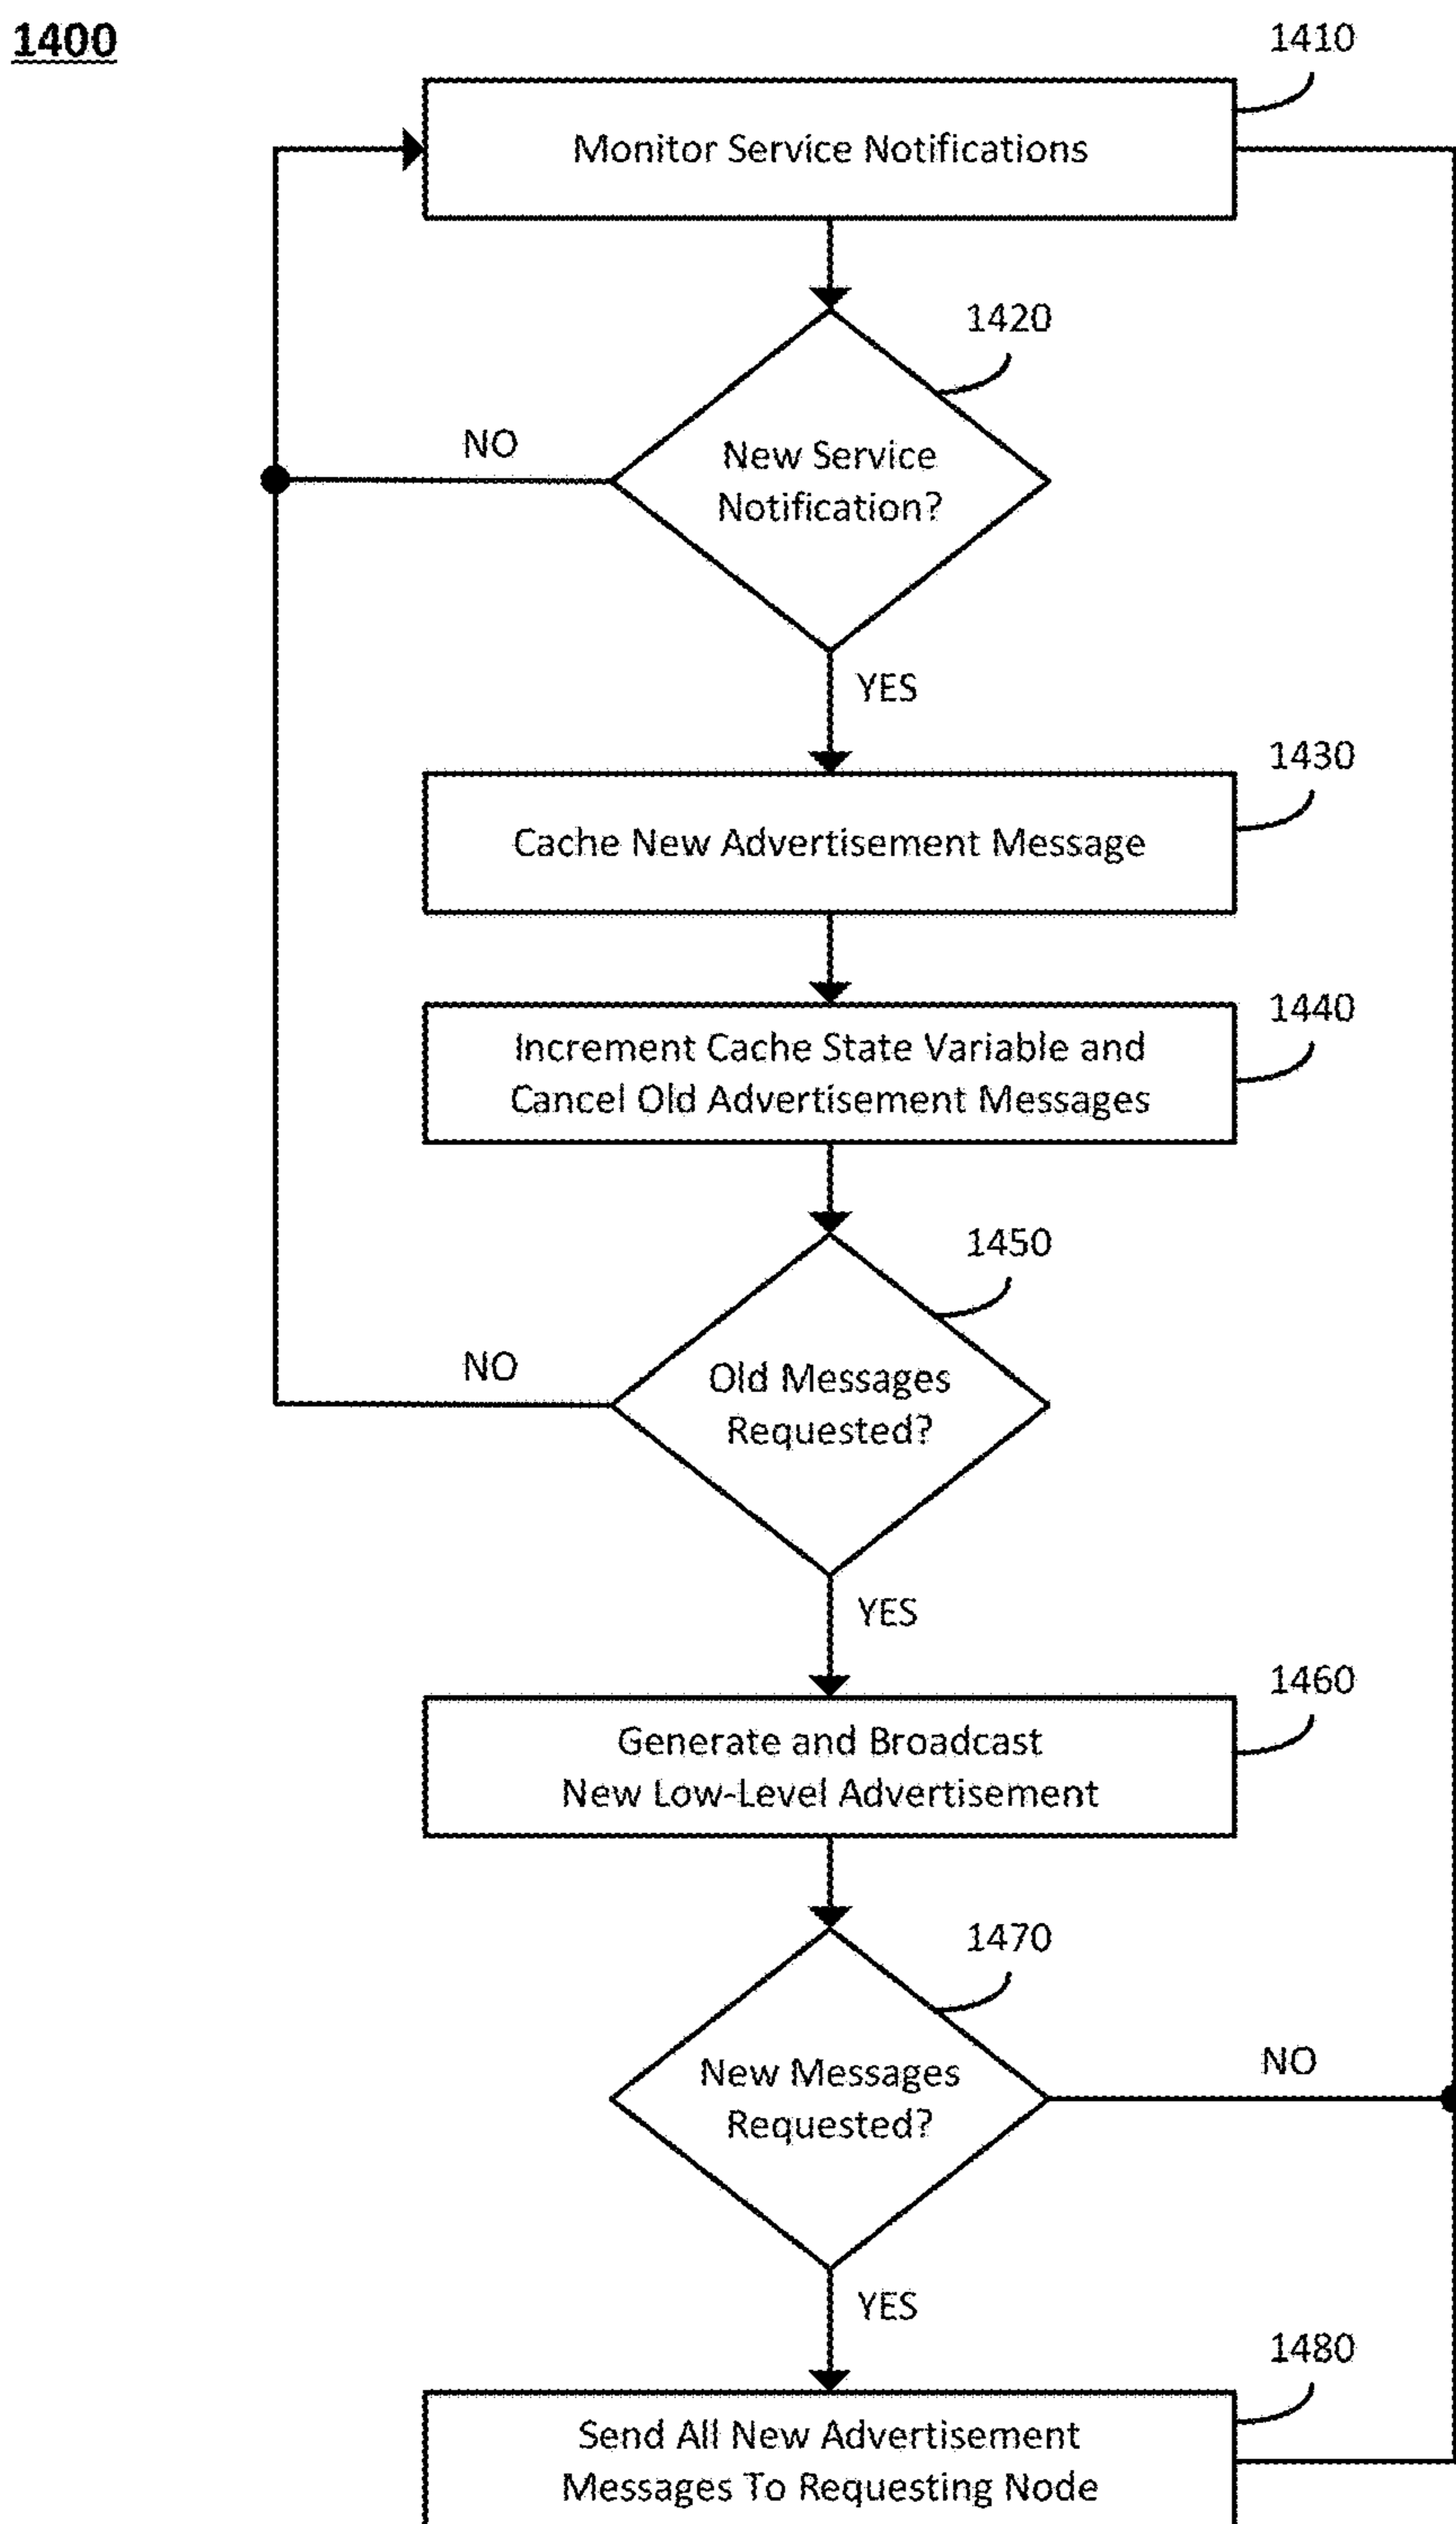 1400
1410
Monitor Service Notifications
1420
New Service
Notification?
NO
YES
1430
Cache New Advertisement Message
1440
Increment Cache State Variable and
Cancel Old Advertisement Messages
1450
Old Messages
Requested?
NO
YES
1460
Generate and Broadcast
New Low-Level Advertisement
1470
New Messages
Requested?
NO
YES
1480
Send All New Advertisement
Messages To Requesting Node